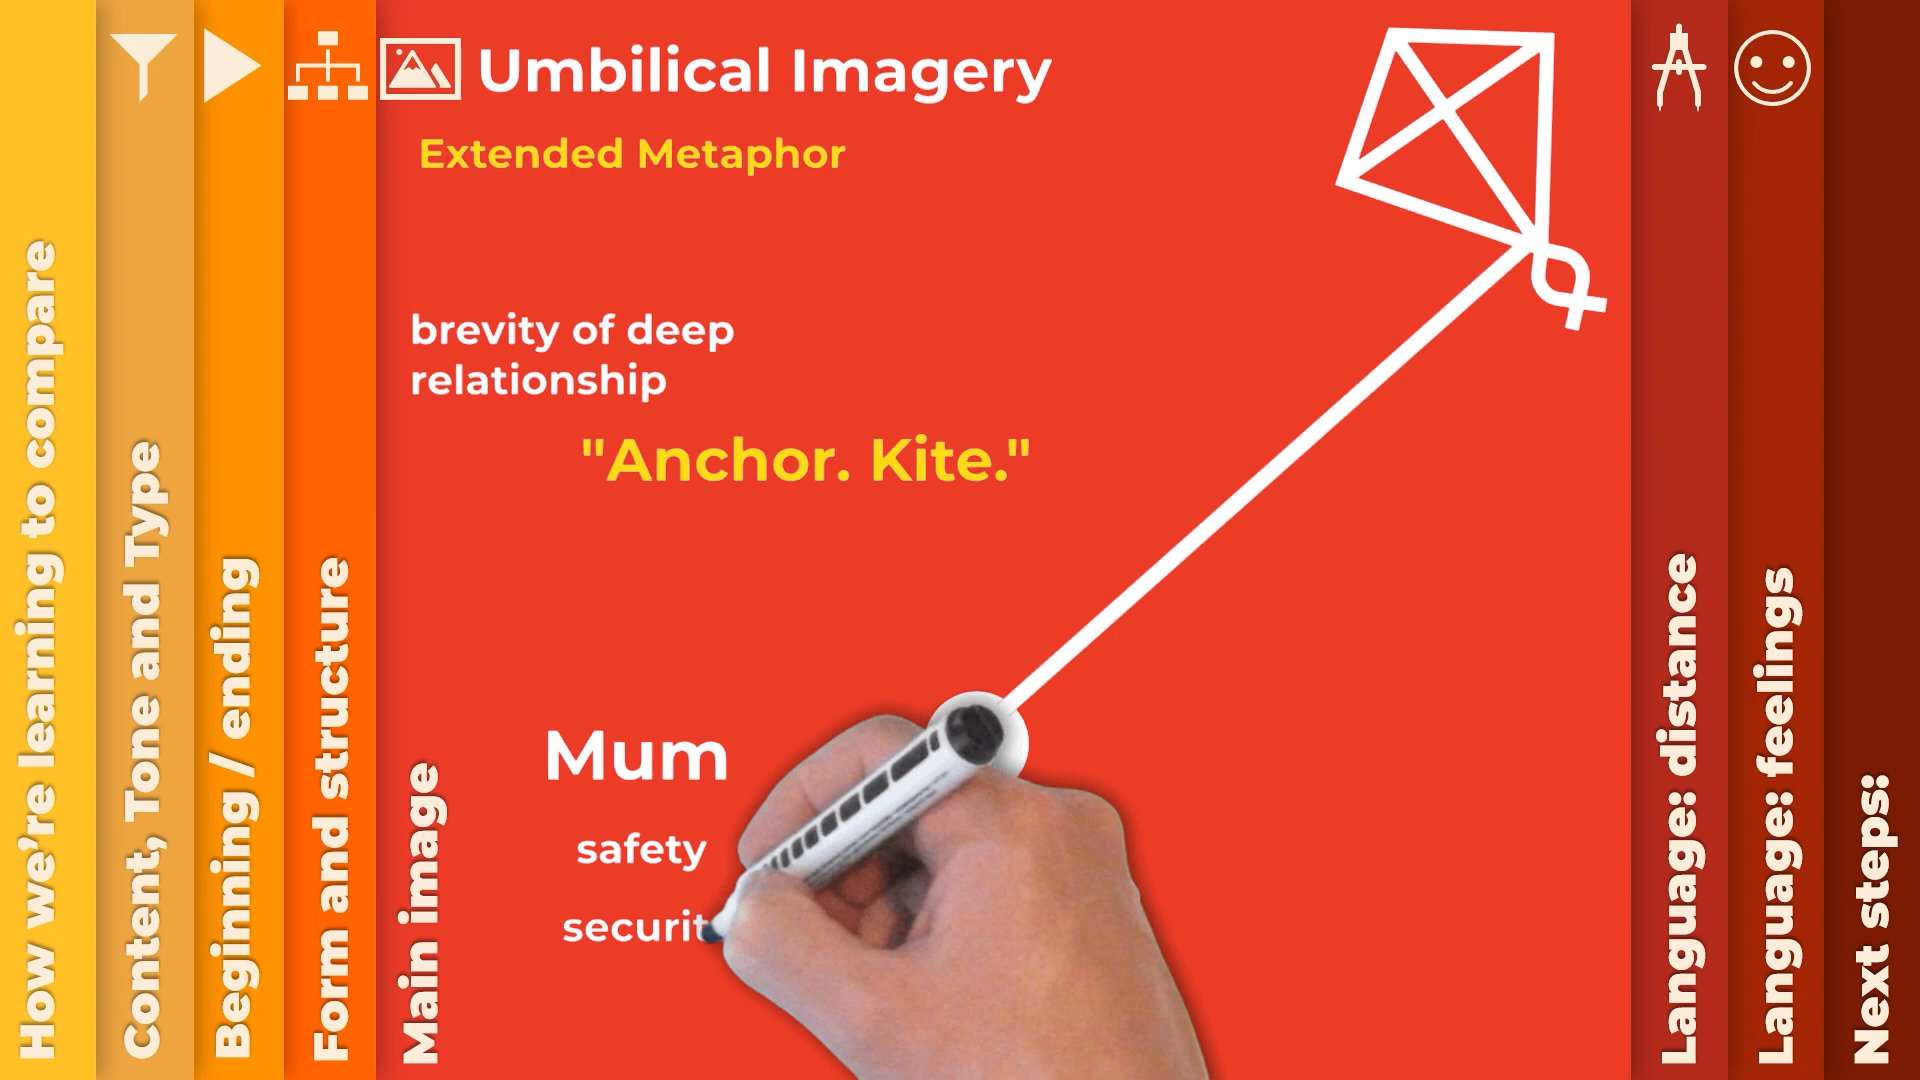 How we're learning to compare
Content, Tone and Type
Beginning / ending
Form and structure
Main image
Umbilical Imagery
Extended Metaphor
brevity of deep
relationship
"Anchor. Kite."
Mum
safety
securit
Language: distance
Language: feelings
Next steps: